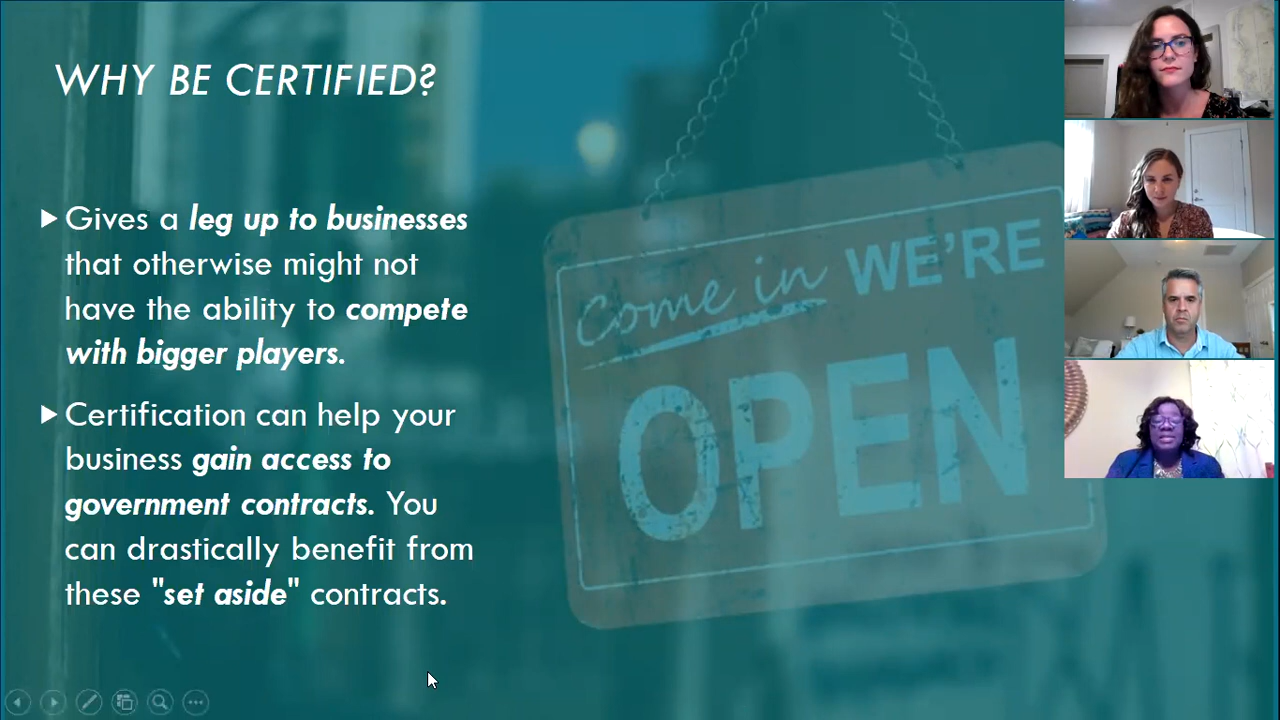 WHY BE CERTIFIED?
Gives a leg up to businesses
that otherwise might not
have the ability to compete
with bigger players.
Certification can help your
business gain access to
government contracts. You
can drastically benefit from
these "set aside" contracts.
Come in WE'RE
OPEN